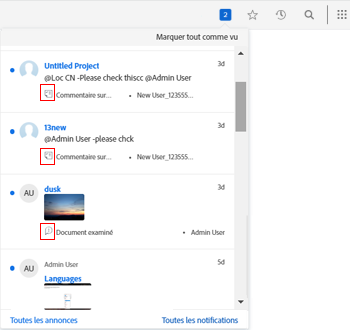 2
Marquer tout comme vu
Untitled Project 3d
@Loc CN -Please check thiscc @Admin User
Commentaire sur... • New User_123555...
13new 3d
@Admin User -please chck
Commentaire sur... • New User_123555...
AU dusk 3d
Document examiné • Admin User
AU Admin User 5d
Languages
Toutes les annonces Toutes les notifications